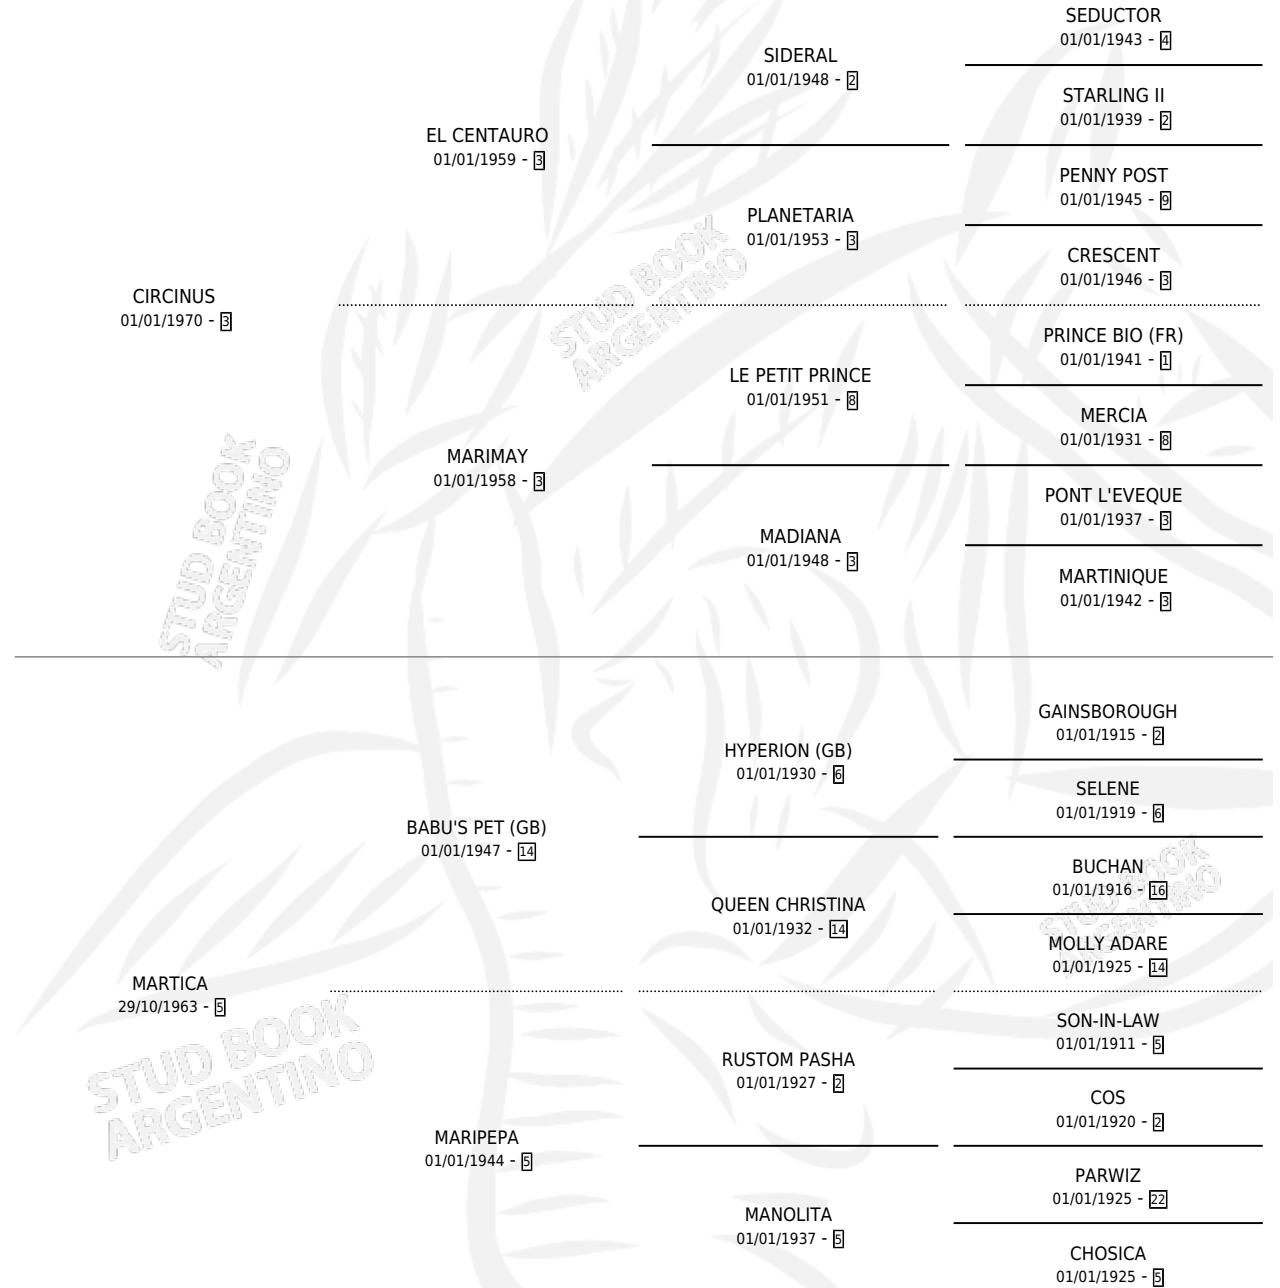 SEDUCTOR
01/01/1943 - 4
SIDERAL
01/01/1948 - 2
STARLING II
01/01/1939 - 2
EL CENTAURO
01/01/1959 - 3
PENNY POST
01/01/1945 - 9
PLANETARIA
01/01/1953 - 3
CRESCENT
01/01/1946 - 3
CIRCINUS
01/01/1970 - 3
PRINCE BIO (FR)
01/01/1941 - 1
LE PETIT PRINCE
01/01/1951 - 8
MERCIA
01/01/1931 - 8
MARIMAY
01/01/1958 - 3
PONT L'EVEQUE
01/01/1937 - 3
MADIANA
01/01/1948 - 3
MARTINIQUE
01/01/1942 - 3
STUD BOOK
ARGENTINO
STUD BOOK
ARGENTINO
GAINSBOROUGH
01/01/1915 - 2
HYPERION (GB)
01/01/1930 - 6
SELENE
01/01/1919 - 6
BABU'S PET (GB)
01/01/1947 - 14
BUCHAN
01/01/1916 - 16
QUEEN CHRISTINA
01/01/1932 - 14
MOLLY ADARE
01/01/1925 - 14
MARTICA
29/10/1963 - 5
SON-IN-LAW
01/01/1911 - 5
RUSTOM PASHA
01/01/1927 - 2
COS
01/01/1920 - 2
MARIPEPA
01/01/1944 - 5
PARWIZ
01/01/1925 - 22
MANOLITA
01/01/1937 - 5
CHOSICA
01/01/1925 - 5
STUD BOOK
ARGENTINO
STUD BOOK
ARGENTINO